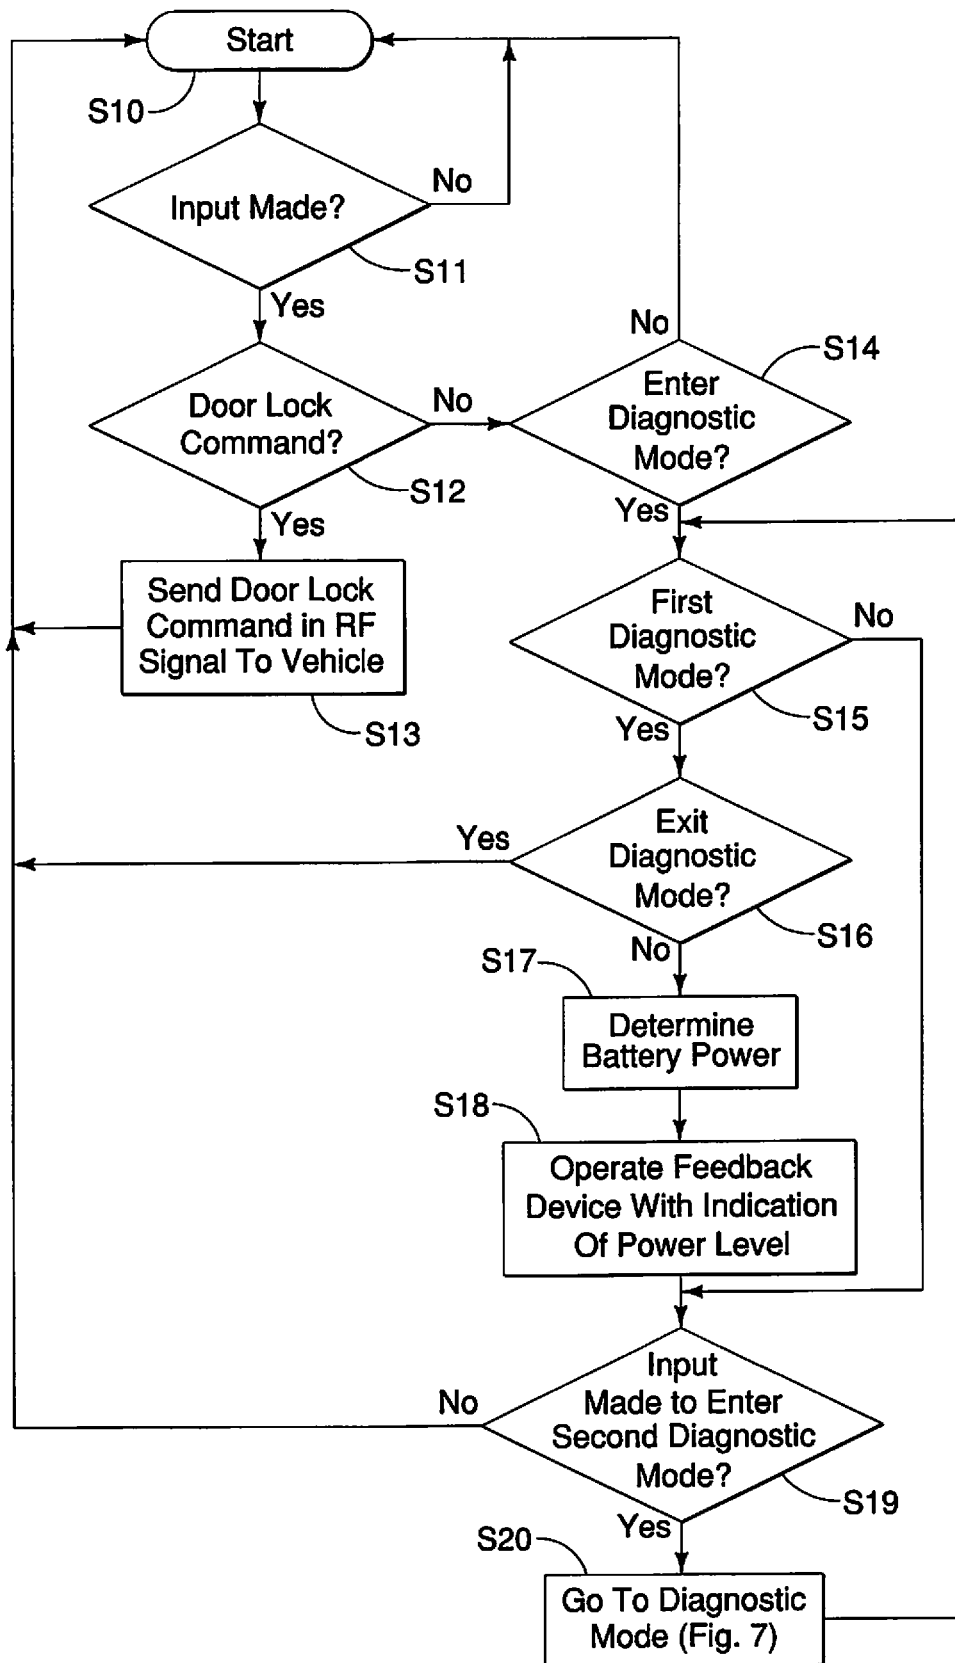 Start
S10
Input Made?
No
S11
Yes
Door Lock
Command?
No
S12
Yes
Send Door Lock
Command in RF
Signal To Vehicle
S13
No
S14
Enter
Diagnostic
Mode?
Yes
First
Diagnostic
Mode?
No
S15
Yes
Exit
Diagnostic
Mode?
Yes
S16
No
S17
Determine
Battery Power
S18
Operate Feedback
Device With Indication
Of Power Level
Input
Made to Enter
Second Diagnostic
Mode?
No
S19
Yes
S20
Go To Diagnostic
Mode (Fig. 7)